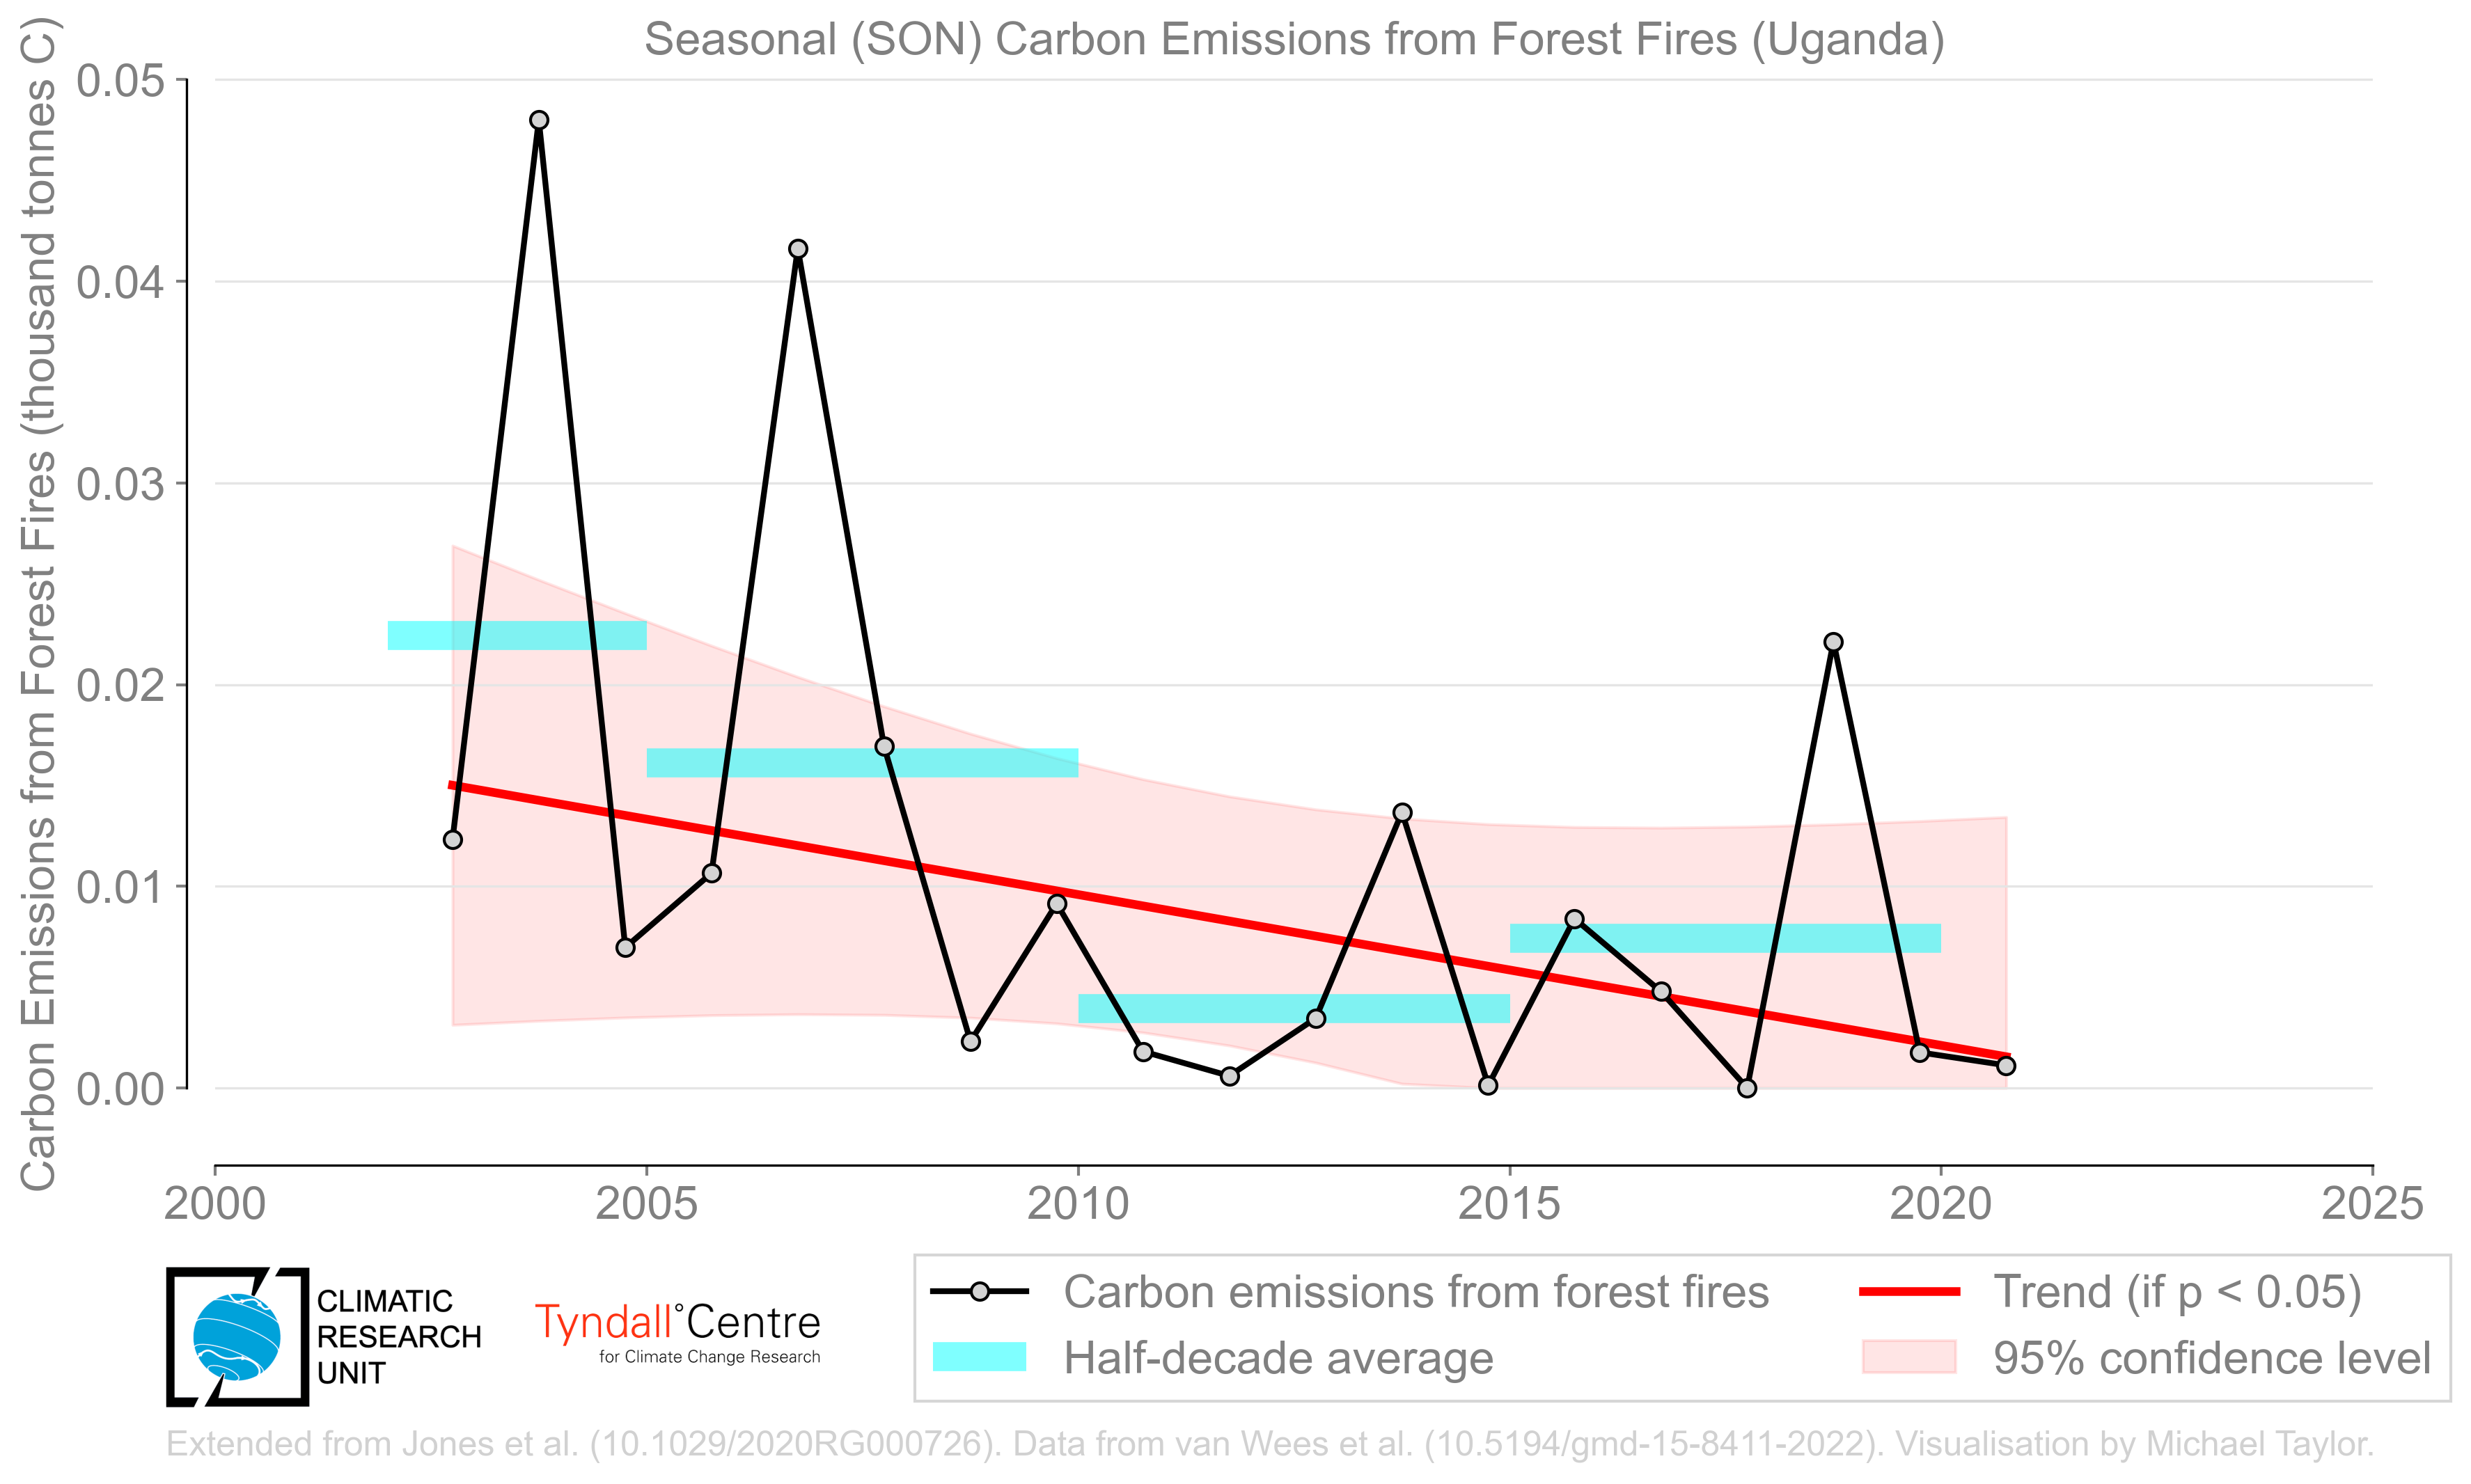 Seasonal (SON) Carbon Emissions from Forest Fires (Uganda)
Carbon Emissions from Forest Fires (thousand tonnes C)
0.05
0.04
0.03
0.02
0.01
0.00
2000 2005 2010 2015 2020 2025
CLIMATIC
RESEARCH
UNIT
Tyndall°Centre
for Climate Change Research
Carbon emissions from forest fires
Half-decade average
Trend (if p < 0.05)
95% confidence level
Extended from Jones et al. (10.1029/2020RG000726). Data from van Wees et al. (10.5194/gmd-15-8411-2022). Visualisation by Michael Taylor.